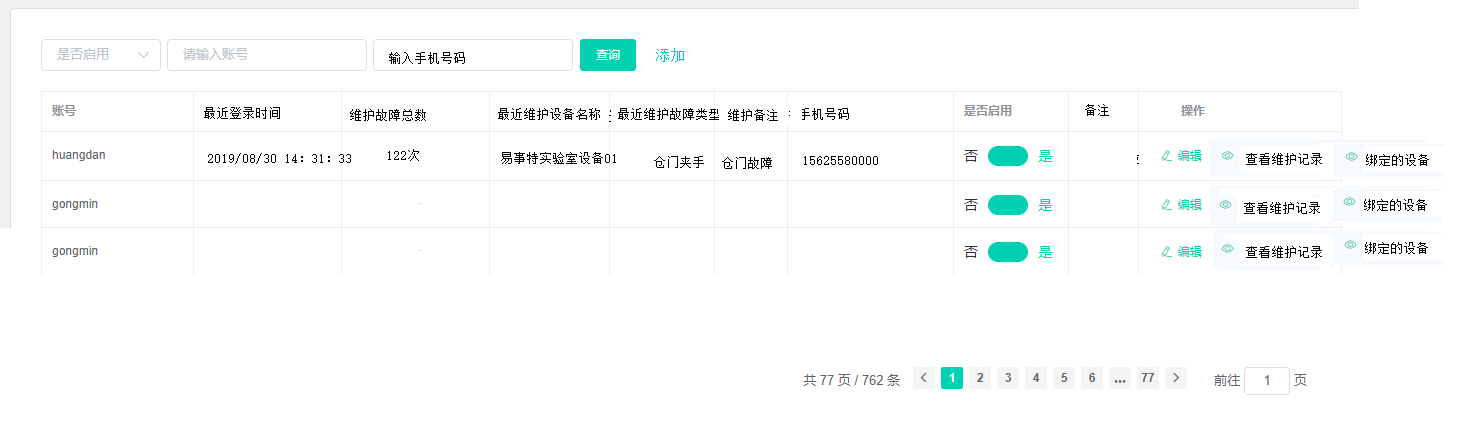 是否启用 请输入账号 输入手机号码 查询 添加
账号 最近登录时间 维护故障总数 最近维护设备名称 最近维护故障类型 维护备注 手机号码 是否启用 备注 操作
huangdan 2019/08/30 14：31：33 122次 易事特实验室设备01 仓门夹手 仓门故障 15625580000 否 是 编辑 查看维护记录 绑定的设备
gongmin 否 是 编辑 查看维护记录 绑定的设备
gongmin 否 是 编辑 查看维护记录 绑定的设备
共 77 页 / 762 条 < 1 2 3 4 5 6 ... 77 > 前往 1 页